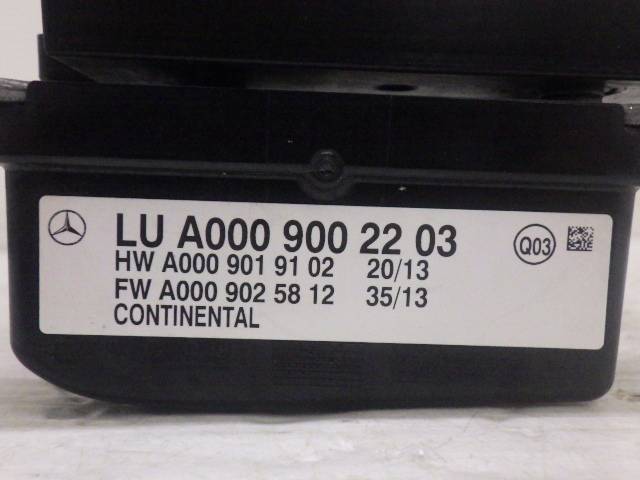 LU A000 900 22 03
HW A000 901 91 02 20/13
FW A000 902 58 12 35/13
CONTINENTAL
Q03